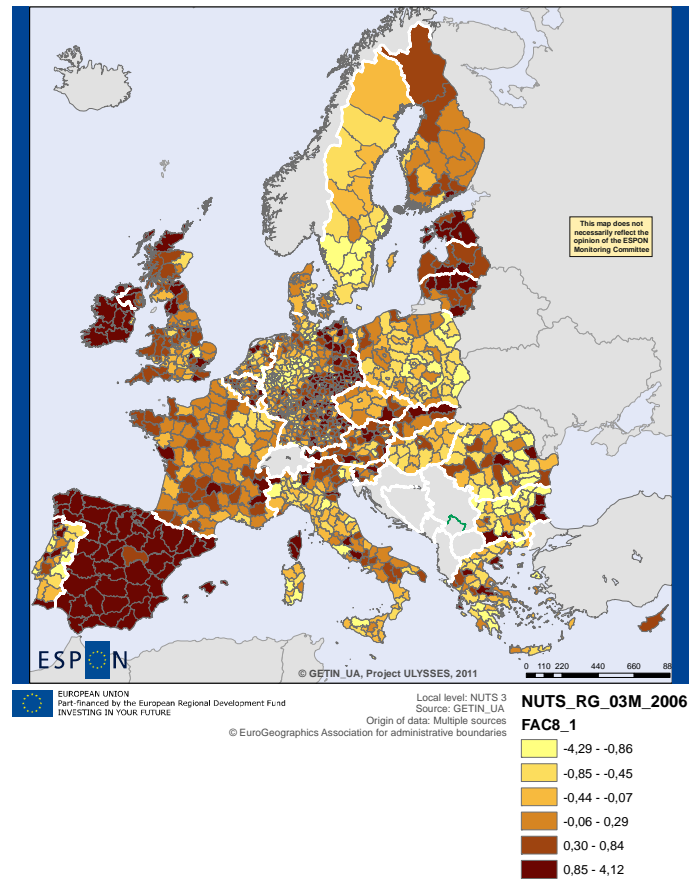 This map does not
necessarily reflect the
opinion of the ESPON
Monitoring Committee
ESPON
© GETIN_UA, Project ULYSSES, 2011
0 110 220 440 660 88
EUROPEAN UNION
Part-financed by the European Regional Development Fund
INVESTING IN YOUR FUTURE
Local level: NUTS 3
Source: GETIN_UA
Origin of data: Multiple sources
© EuroGeographics Association for administrative boundaries
NUTS_RG_03M_2006
FAC8_1
-4,29 - -0,86
-0,85 - -0,45
-0,44 - -0,07
-0,06 - 0,29
0,30 - 0,84
0,85 - 4,12